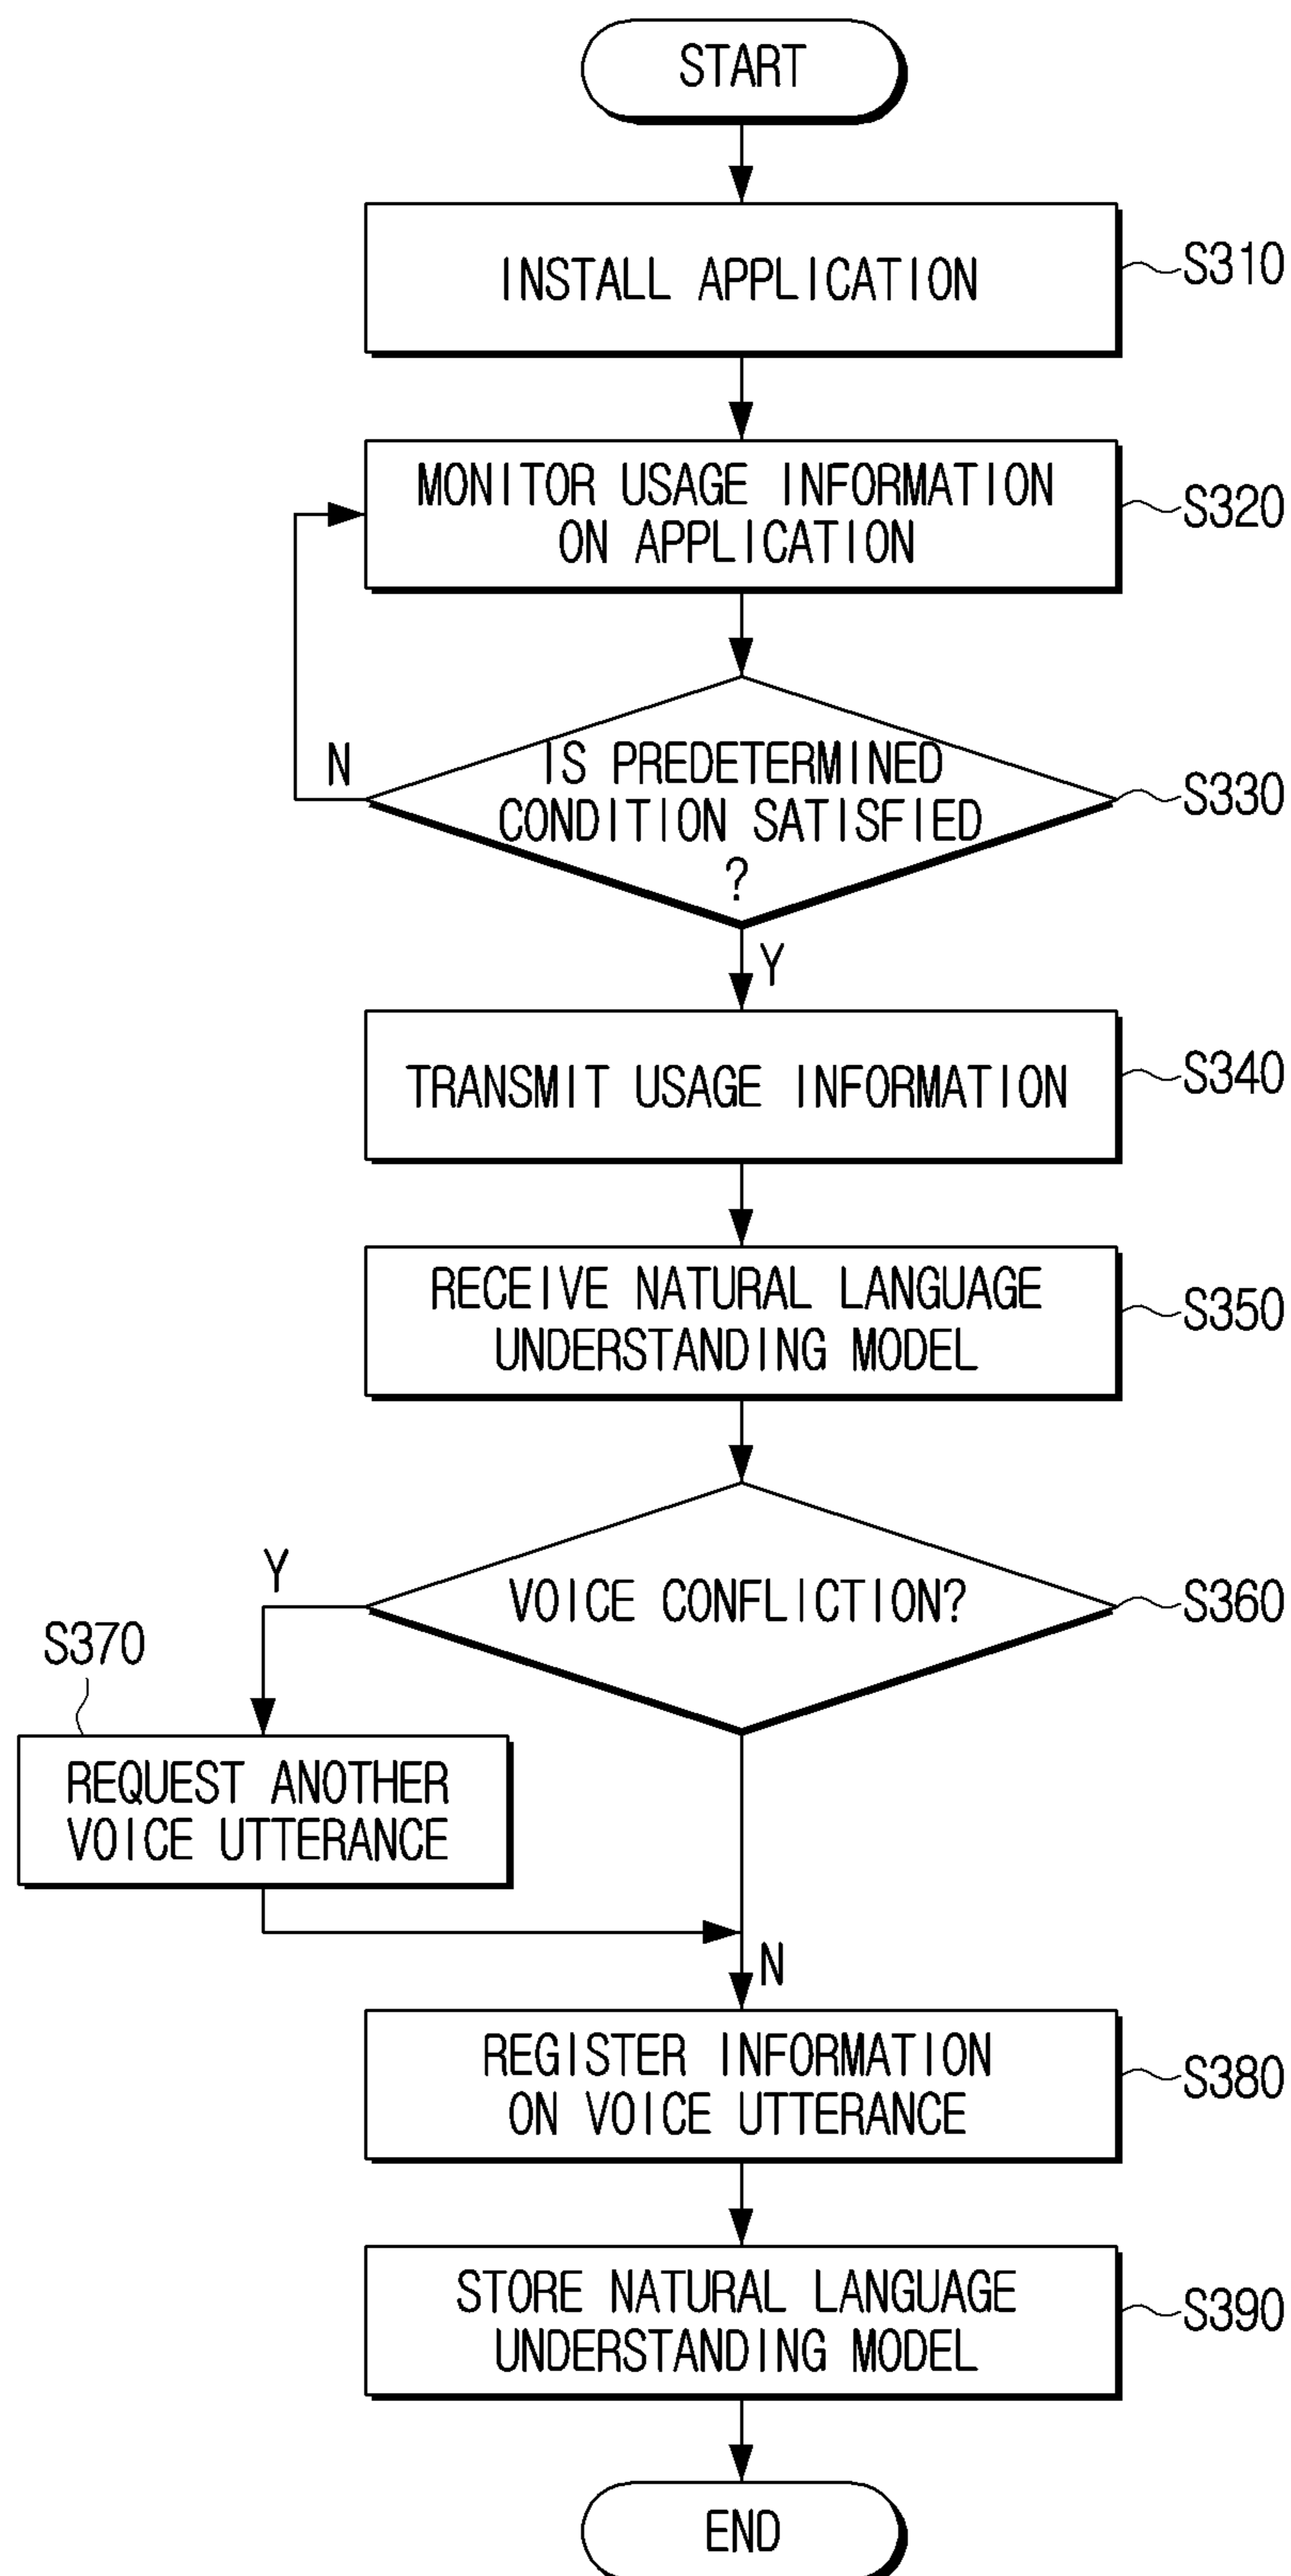 START
INSTALL APPLICATION
S310
MONITOR USAGE INFORMATION
ON APPLICATION
S320
N
IS PREDETERMINED
CONDITION SATISFIED
?
S330
Y
TRANSMIT USAGE INFORMATION
S340
RECEIVE NATURAL LANGUAGE
UNDERSTANDING MODEL
S350
Y
VOICE CONFLICTION?
S360
S370
REQUEST ANOTHER
VOICE UTTERANCE
N
REGISTER INFORMATION
ON VOICE UTTERANCE
S380
STORE NATURAL LANGUAGE
UNDERSTANDING MODEL
S390
END